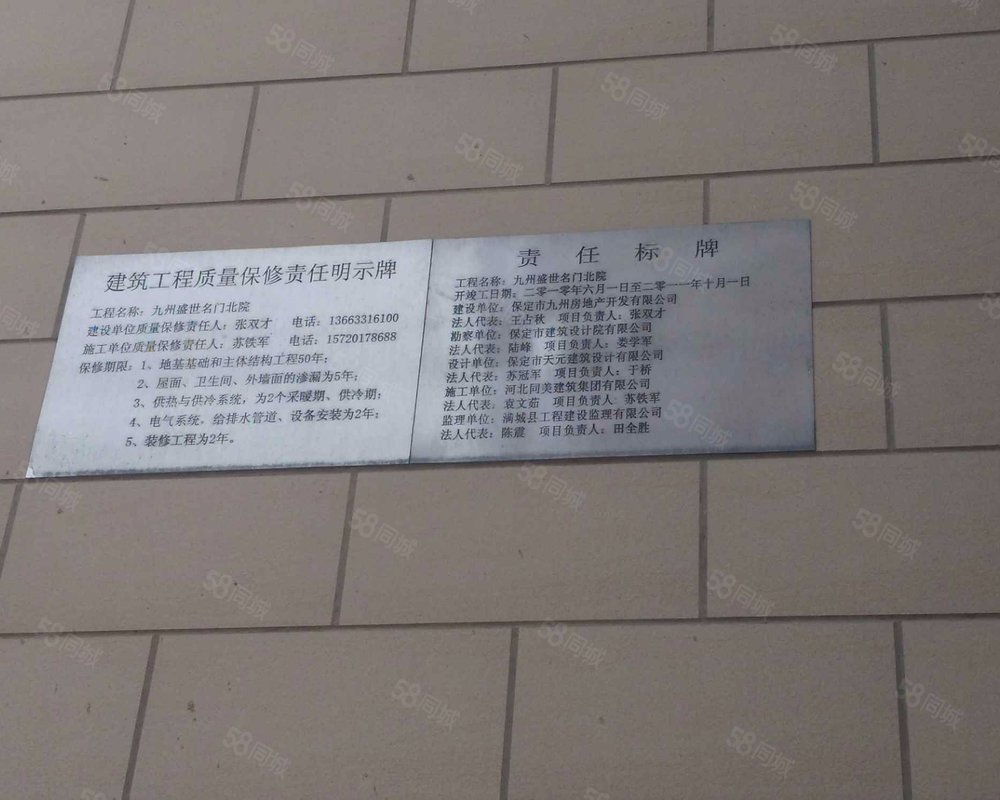 建筑工程质量保修责任明示牌
工程名称：九州盛世名门北院
建设单位质量保修责任人：张双才 电话：13663316100
施工单位质量保修责任人：苏铁军 电话：15720178688
保修期限：1、地基基础和主体结构工程50年；
2、屋面、卫生间、外墙面的渗漏为5年；
3、供热与供冷系统，为2个采暖期、供冷期；
4、电气系统，给排水管道、设备安装为2年；
5、装修工程为2年。
责任标牌
工程名称：九州盛世名门北院
开竣工日期：二零一零年六月一日至二零一一年十月一日
建设单位：保定市九州房地产开发有限公司
法人代表：王占秋 项目负责人：张双才
勘察单位：保定市建筑设计院有限公司
法人代表：陆峰 项目负责人：娄学军
设计单位：保定市天元建筑设计有限公司
法人代表：苏冠军 项目负责人：于桥
施工单位：河北同美建筑集团有限公司
法人代表：袁文茹 项目负责人：苏铁军
监理单位：满城县工程建设监理有限公司
法人代表：陈震 项目负责人：田全胜
58同城